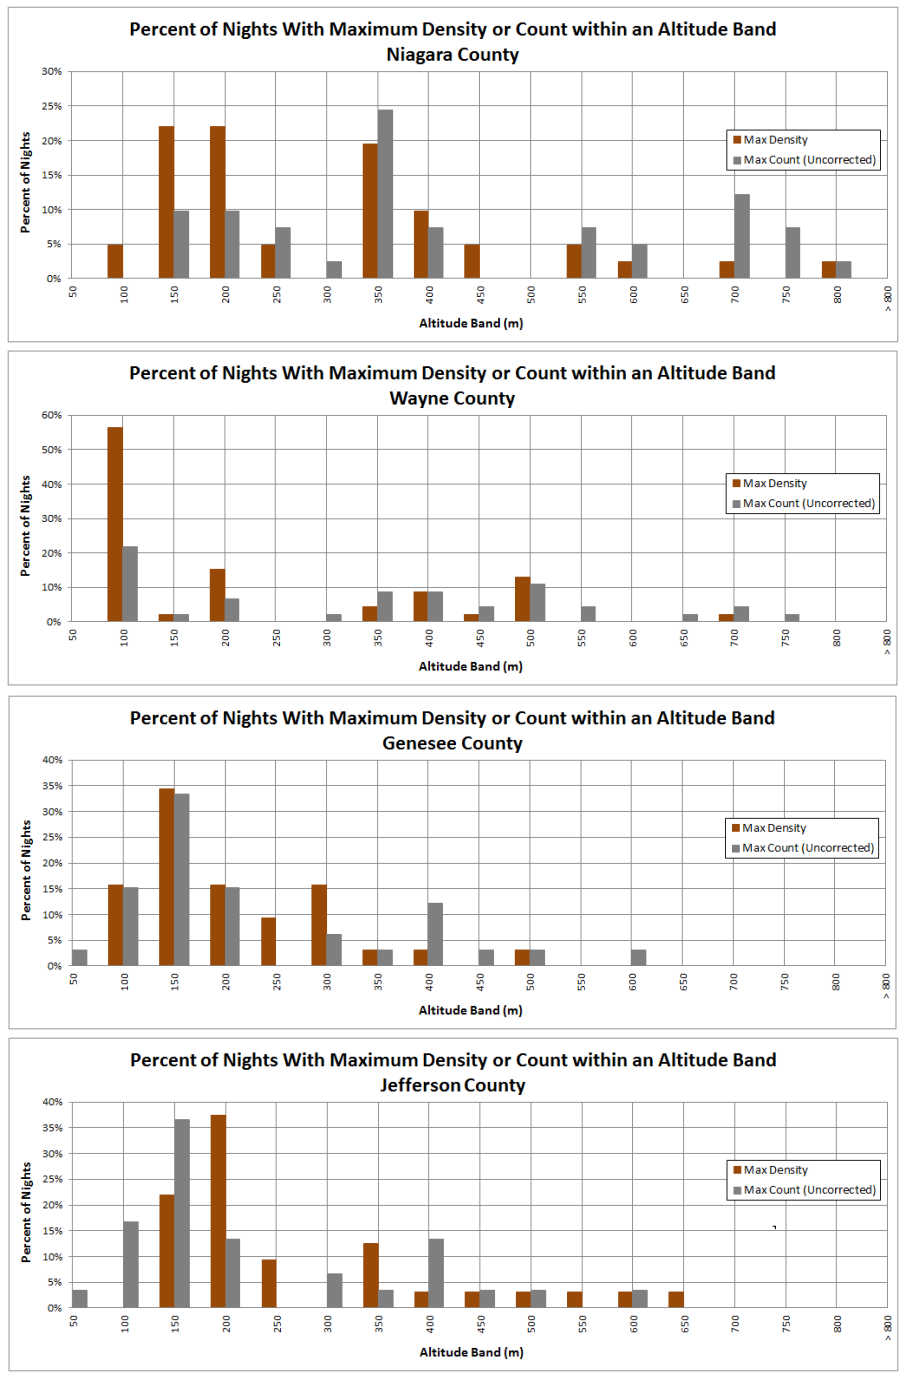 Percent of Nights With Maximum Density or Count within an Altitude Band
Niagara County
30%
25%
20%
15%
10%
5%
0%
Percent of Nights
Max Density
Max Count (Uncorrected)
50 100 150 200 250 300 350 400 450 500 550 600 650 700 750 800 > 800
Altitude Band (m)
Percent of Nights With Maximum Density or Count within an Altitude Band
Wayne County
60%
50%
40%
30%
20%
10%
0%
Percent of Nights
Max Density
Max Count (Uncorrected)
50 100 150 200 250 300 350 400 450 500 550 600 650 700 750 800 > 800
Altitude Band (m)
Percent of Nights With Maximum Density or Count within an Altitude Band
Genesee County
40%
35%
30%
25%
20%
15%
10%
5%
0%
Percent of Nights
Max Density
Max Count (Uncorrected)
50 100 150 200 250 300 350 400 450 500 550 600 650 700 750 800 > 800
Altitude Band (m)
Percent of Nights With Maximum Density or Count within an Altitude Band
Jefferson County
40%
35%
30%
25%
20%
15%
10%
5%
0%
Percent of Nights
Max Density
Max Count (Uncorrected)
50 100 150 200 250 300 350 400 450 500 550 600 650 700 750 800 > 800
Altitude Band (m)